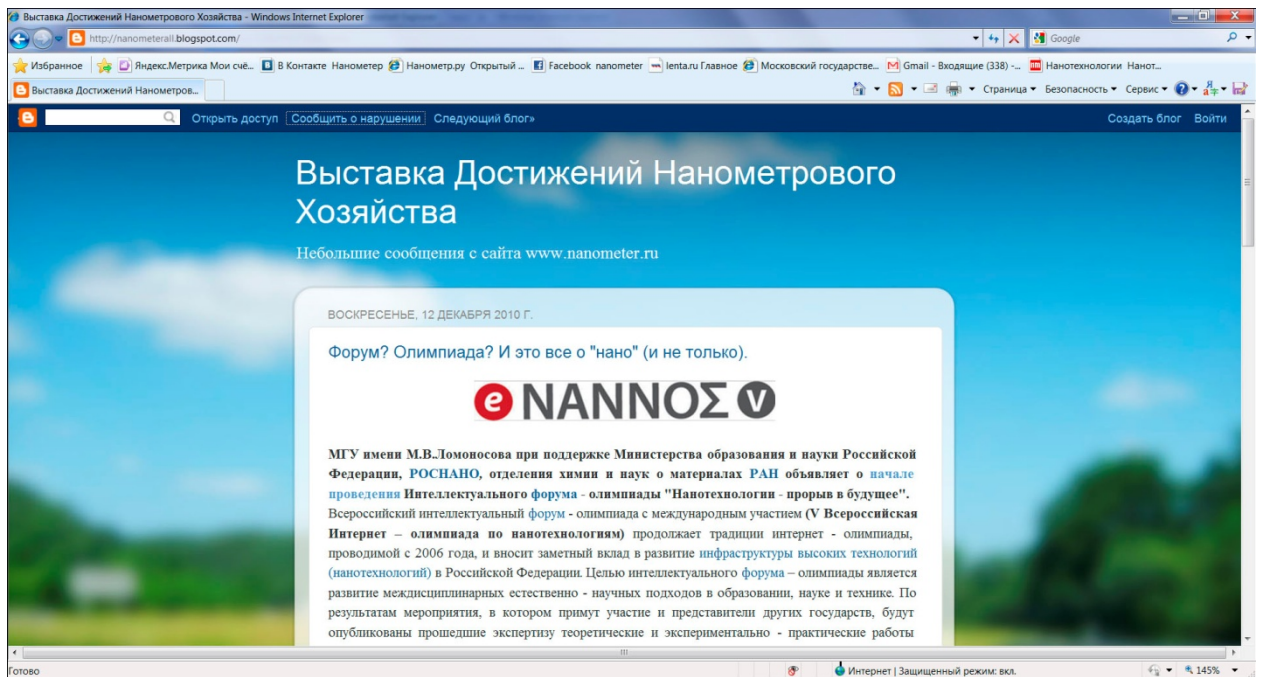 Выставка Достижений Нанометрового Хозяйства - Windows Internet Explorer
http://nanometerall.blogspot.com/
Google
Избранное Яндекс.Метрика Мои счё... В Контакте Нанометер Нанометр.ру Открытый ... Facebook nanometer lenta.ru Главное Московский государстве... Gmail - Входящие (338) -... Нанотехнологии Нанот...
Выставка Достижений Нанометров...
Страница Безопасность Сервис
Открыть доступ Сообщить о нарушении Следующий блог»
Создать блог Войти
Выставка Достижений Нанометрового
Хозяйства
Небольшие сообщения с сайта www.nanometer.ru
ВОСКРЕСЕНЬЕ, 12 ДЕКАБРЯ 2010 Г.
Форум? Олимпиада? И это все о "нано" (и не только).
e NANNOΣ V
МГУ имени М.В.Ломоносова при поддержке Министерства образования и науки Российской
Федерации, РОСНАНО, отделения химии и наук о материалах РАН объявляет о начале
проведения Интеллектуального форума - олимпиады "Нанотехнологии - прорыв в будущее".
Всероссийский интеллектуальный форум - олимпиада с международным участием (V Всероссийская
Интернет – олимпиада по нанотехнологиям) продолжает традиции интернет - олимпиады,
проводимой с 2006 года, и вносит заметный вклад в развитие инфраструктуры высоких технологий
(нанотехнологий) в Российской Федерации. Целью интеллектуального форума – олимпиады является
развитие междисциплинарных естественно - научных подходов в образовании, науке и технике. По
результатам мероприятия, в котором примут участие и представители других государств, будут
опубликованы прошедшие экспертизу теоретические и экспериментально - практические работы
Готово
Интернет | Защищенный режим: вкл.
145%